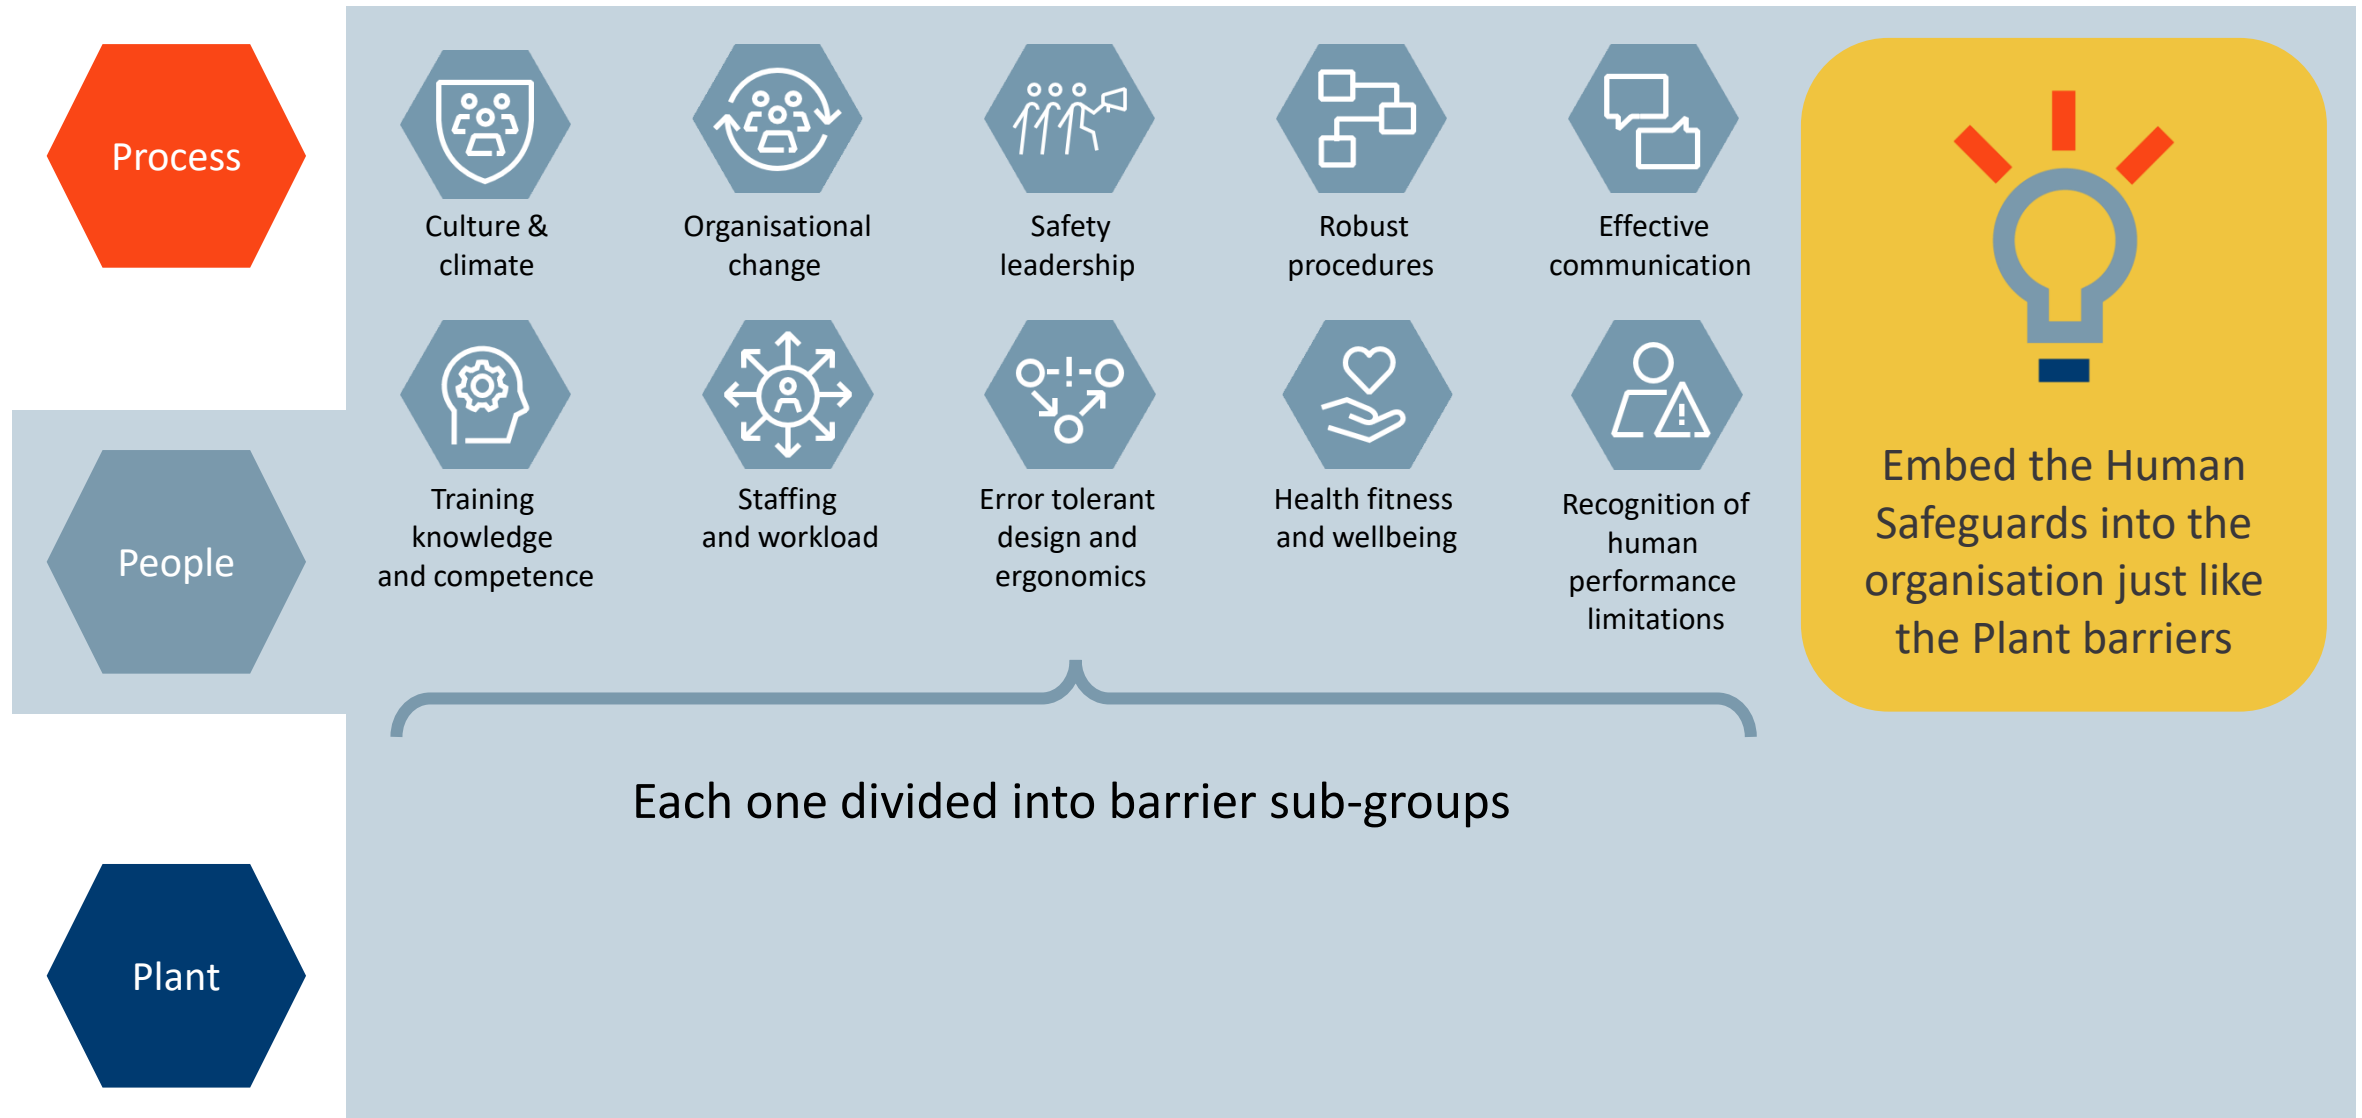 Process
Culture &
climate
Organisational
change
Safety
leadership
Robust
procedures
Effective
communication
People
Training
knowledge
and competence
Staffing
and workload
Error tolerant
design and
ergonomics
Health fitness
and wellbeing
Recognition of
human
performance
limitations
Embed the Human
Safeguards into the
organisation just like
the Plant barriers
Each one divided into barrier sub-groups
Plant